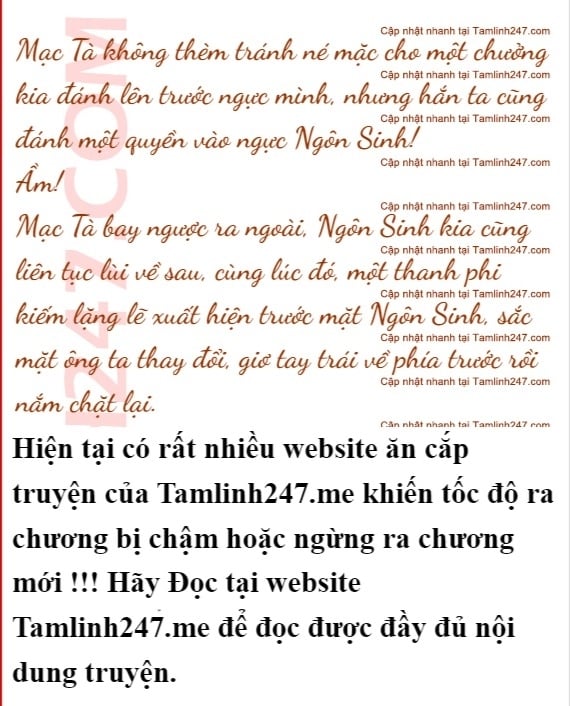 Cập nhật nhanh tại Tamlinh247.com
Mạc Tà không thèm tránh né mặc cho một chưởng
Cập nhật nhanh tại Tamlinh247.com
kia đánh lên trước ngực mình, nhưng hắn ta cũng
Cập nhật nhanh tại Tamlinh247.com
đánh một quyền vào ngực Ngôn Sinh!
Cập nhật nhanh tại Tamlinh247.com
Ầm!
Cập nhật nhanh tại Tamlinh247.com
Mạc Tà bay ngược ra ngoài, Ngôn Sinh kia cũng
Cập nhật nhanh tại Tamlinh247.com
liên tục lùi về sau, cùng lúc đó, một thanh phi
Cập nhật nhanh tại Tamlinh247.com
kiếm lặng lẽ xuất hiện trước mặt Ngôn Sinh, sắc
Cập nhật nhanh tại Tamlinh247.com
mặt ông ta thay đổi, giơ tay trái về phía trước rồi
Cập nhật nhanh tại Tamlinh247.com
nắm chặt lại.
Cập nhật nhanh tại Tamlinh247.com
247.COM
Hiện tại có rất nhiều website ăn cắp
truyện của Tamlinh247.me khiến tốc độ ra
chương bị chậm hoặc ngừng ra chương
mới !!! Hãy Đọc tại website
Tamlinh247.me để đọc được đầy đủ nội
dung truyện.